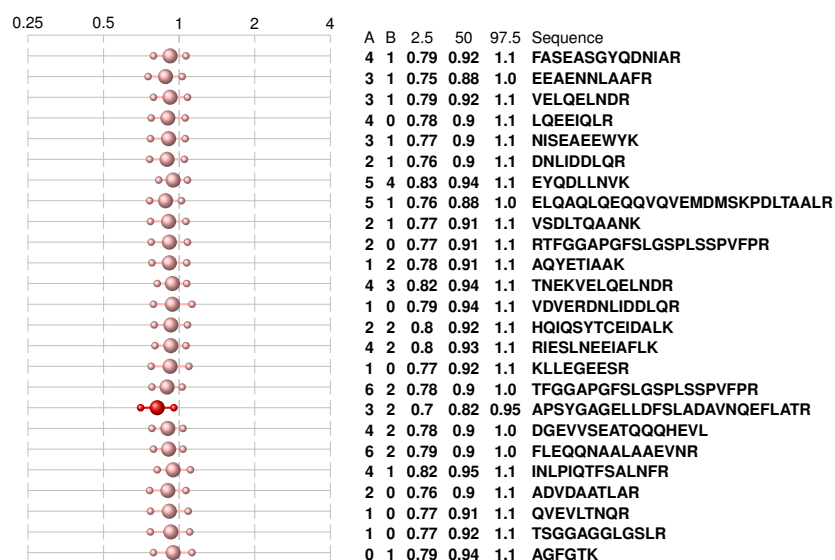 0.25 0.5 1 2 4
A B 2.5 50 97.5 Sequence
4 1 0.79 0.92 1.1 FASEASGYQDNIAR
3 1 0.75 0.88 1.0 EEAENNLAAFR
3 1 0.79 0.92 1.1 VELQELNDR
4 0 0.78 0.9 1.1 LQEEIQLR
3 1 0.77 0.9 1.1 NISEAEEWYK
2 1 0.76 0.9 1.1 DNLIDDLQR
5 4 0.83 0.94 1.1 EYQDLLNVK
5 1 0.76 0.88 1.0 ELQAQLQEQQVQVEMDMSKPDLTAALR
2 1 0.77 0.91 1.1 VSDLTQAANK
2 0 0.77 0.91 1.1 RTFGGAPGFSLGSPLSSPVFPR
1 2 0.78 0.91 1.1 AQYETIAAK
4 3 0.82 0.94 1.1 TNEKVELQELNDR
1 0 0.79 0.94 1.1 VDVERDNLIDDLQR
2 2 0.8 0.92 1.1 HQIQSYTCEIDALK
4 2 0.8 0.93 1.1 RIESLNEEIAFLK
1 0 0.77 0.92 1.1 KLLEGEESR
6 2 0.78 0.9 1.0 TFGGAPGFSLGSPLSSPVFPR
3 2 0.7 0.82 0.95 APSYGAGELLDFSLADAVNQEFLATR
4 2 0.78 0.9 1.0 DGEVVSEATQQQHEVL
6 2 0.79 0.9 1.0 FLEQQNAALAAEVNR
4 1 0.82 0.95 1.1 INLPIQTFSALNFR
2 0 0.76 0.9 1.1 ADVDAATLAR
1 0 0.77 0.91 1.1 QVEVLTNQR
1 0 0.77 0.92 1.1 TSGGAGGLGSLR
0 1 0.79 0.94 1.1 AGFGTK